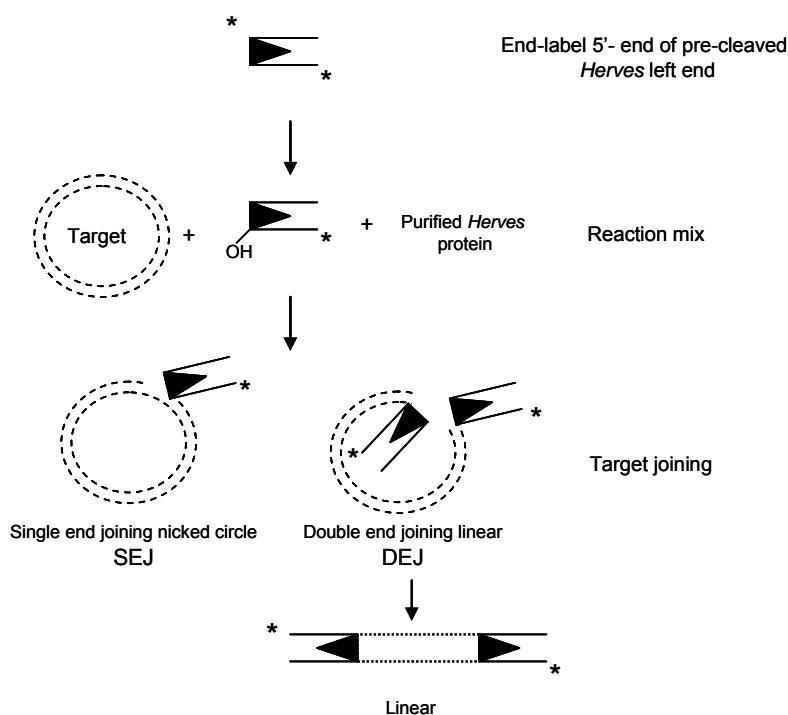 *
*
End-label 5'- end of pre-cleaved
Herves left end
Target
+
OH
*
+
Purified Herves
protein
Reaction mix
*
*
*
Target joining
Single end joining nicked circle
SEJ
Double end joining linear
DEJ
*
*
Linear